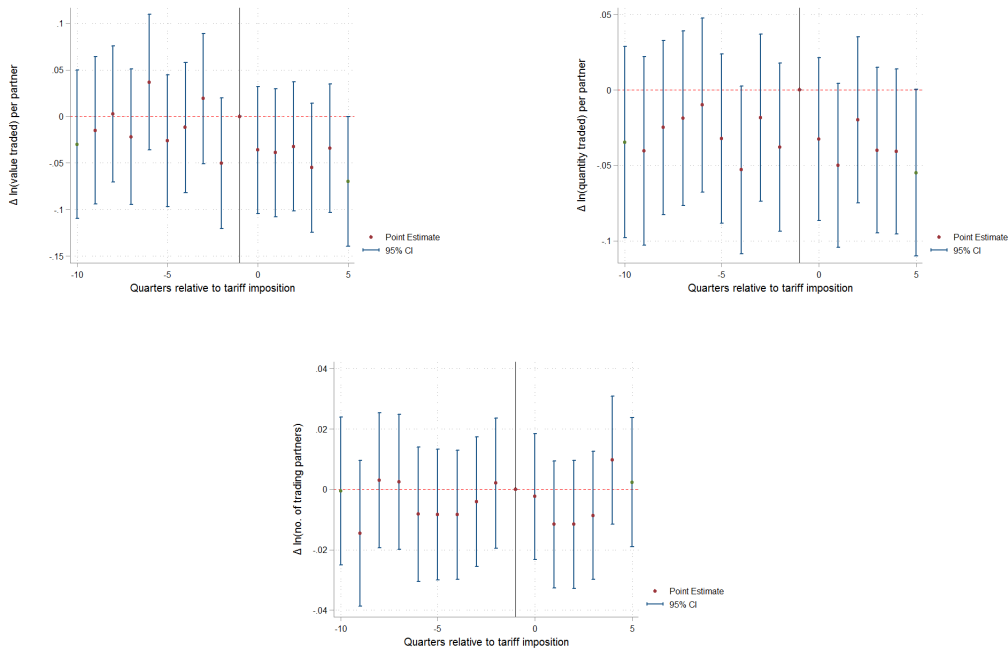 Δ ln(value traded) per partner
.1
.05
0
-.05
-.1
-.15
-10
-5
0
5
Quarters relative to tariff imposition
Point Estimate
95% CI
Δ ln(quantity traded) per partner
.05
0
-.05
-.1
-10
-5
0
5
Quarters relative to tariff imposition
Point Estimate
95% CI
Δ ln(no. of trading partners)
.04
.02
0
-.02
-.04
-10
-5
0
5
Quarters relative to tariff imposition
Point Estimate
95% CI